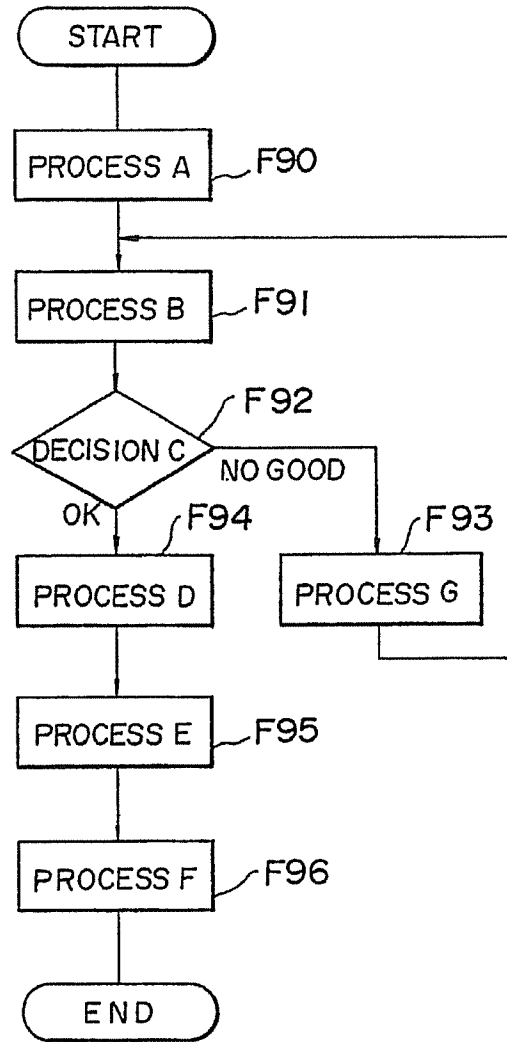 START
PROCESS A
F90
PROCESS B
F91
DECISION C
F92
NO GOOD
OK
F94
F93
PROCESS D
PROCESS G
PROCESS E
F95
PROCESS F
F96
END